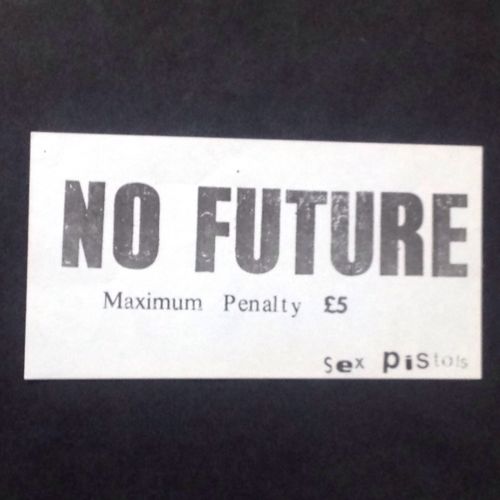 NO FUTURE
Maximum Penalty £5
sex pistols